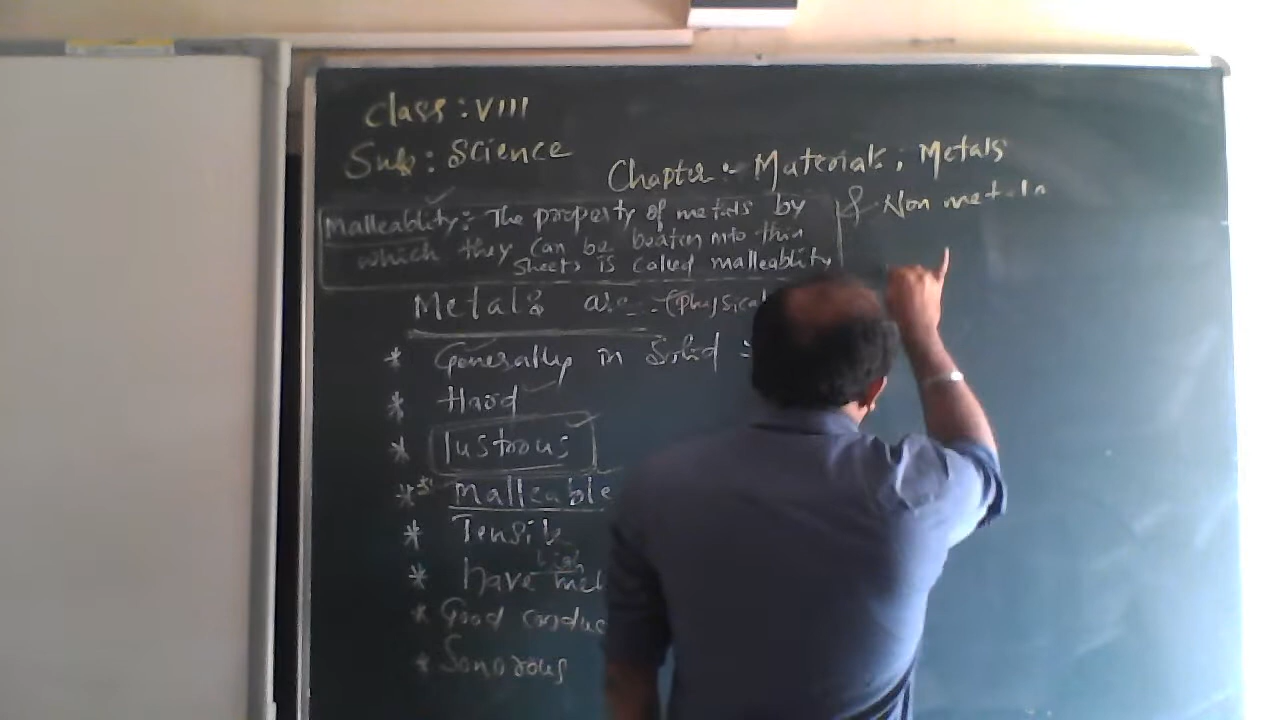 Class : VIII
Sub : Science
Chapter :- Materials, Metals
& Non metals
Malleablity: The property of metals by
which they can be beaten into thin
sheets is called malleablity
Metals are (physical
* Generally in Solid
* Hard
* lustrous
* Malleable
* Tensile
high
* have mel
* Good conduc
* Sonorous